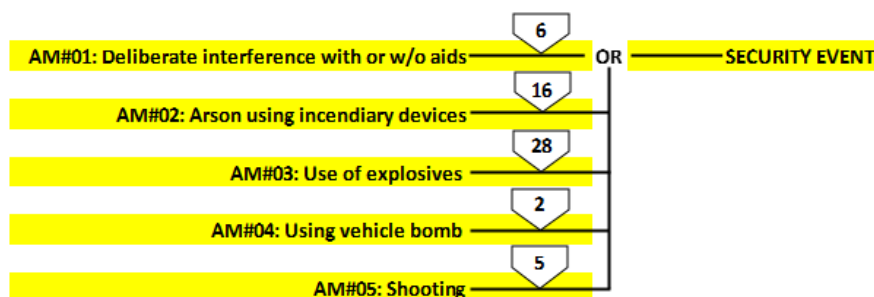 6
AM#01: Deliberate interference with or w/o aids OR SECURITY EVENT
16
AM#02: Arson using incendiary devices
28
AM#03: Use of explosives
2
AM#04: Using vehicle bomb
5
AM#05: Shooting